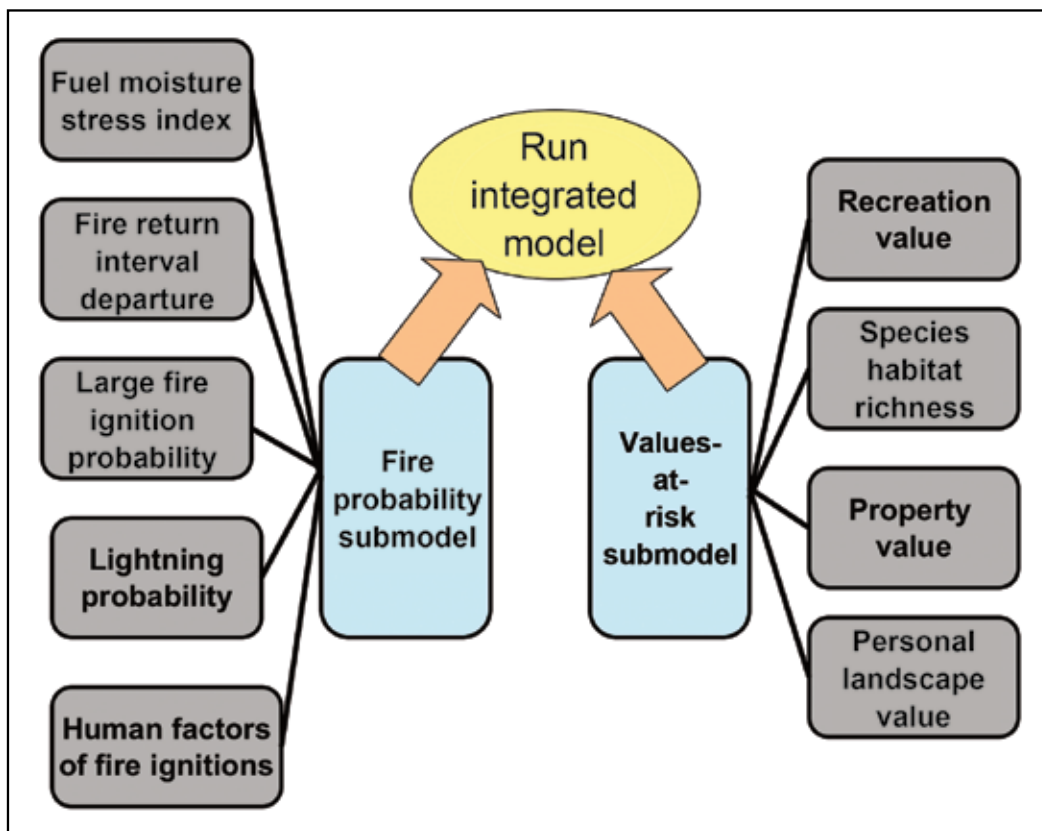 Fuel moisture
stress index
Fire return
interval
departure
Large fire
ignition
probability
Lightning
probability
Human factors
of fire ignitions
Run
integrated
model
Fire
probability
submodel
Values-
at-
risk
submodel
Recreation
value
Species
habitat
richness
Property
value
Personal
landscape
value